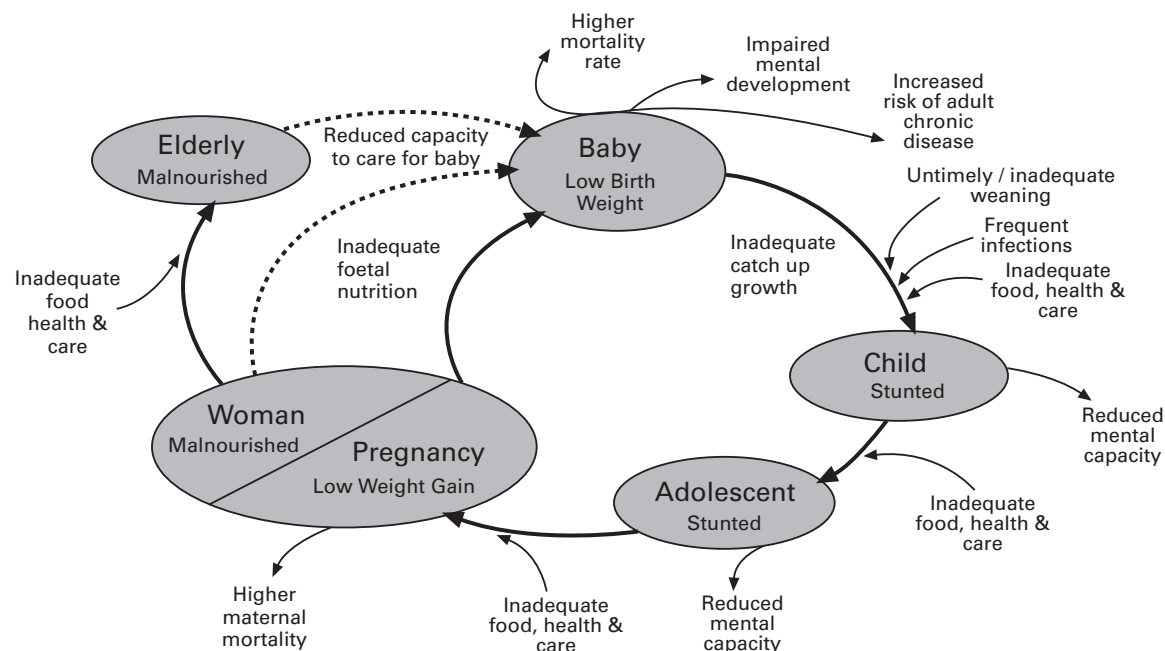 Higher
mortality
rate
Impaired
mental
development
Increased
risk of adult
chronic
disease
Elderly
Malnourished
Reduced capacity
to care for baby
Baby
Low Birth
Weight
Untimely / inadequate
weaning
Frequent
infections
Inadequate
food, health &
care
Inadequate
catch up
growth
Inadequate
foetal
nutrition
Inadequate
food
health &
care
Child
Stunted
Reduced
mental
capacity
Woman
Malnourished
Pregnancy
Low Weight Gain
Adolescent
Stunted
Inadequate
food, health &
care
Higher
maternal
mortality
Inadequate
food, health &
care
Reduced
mental
capacity